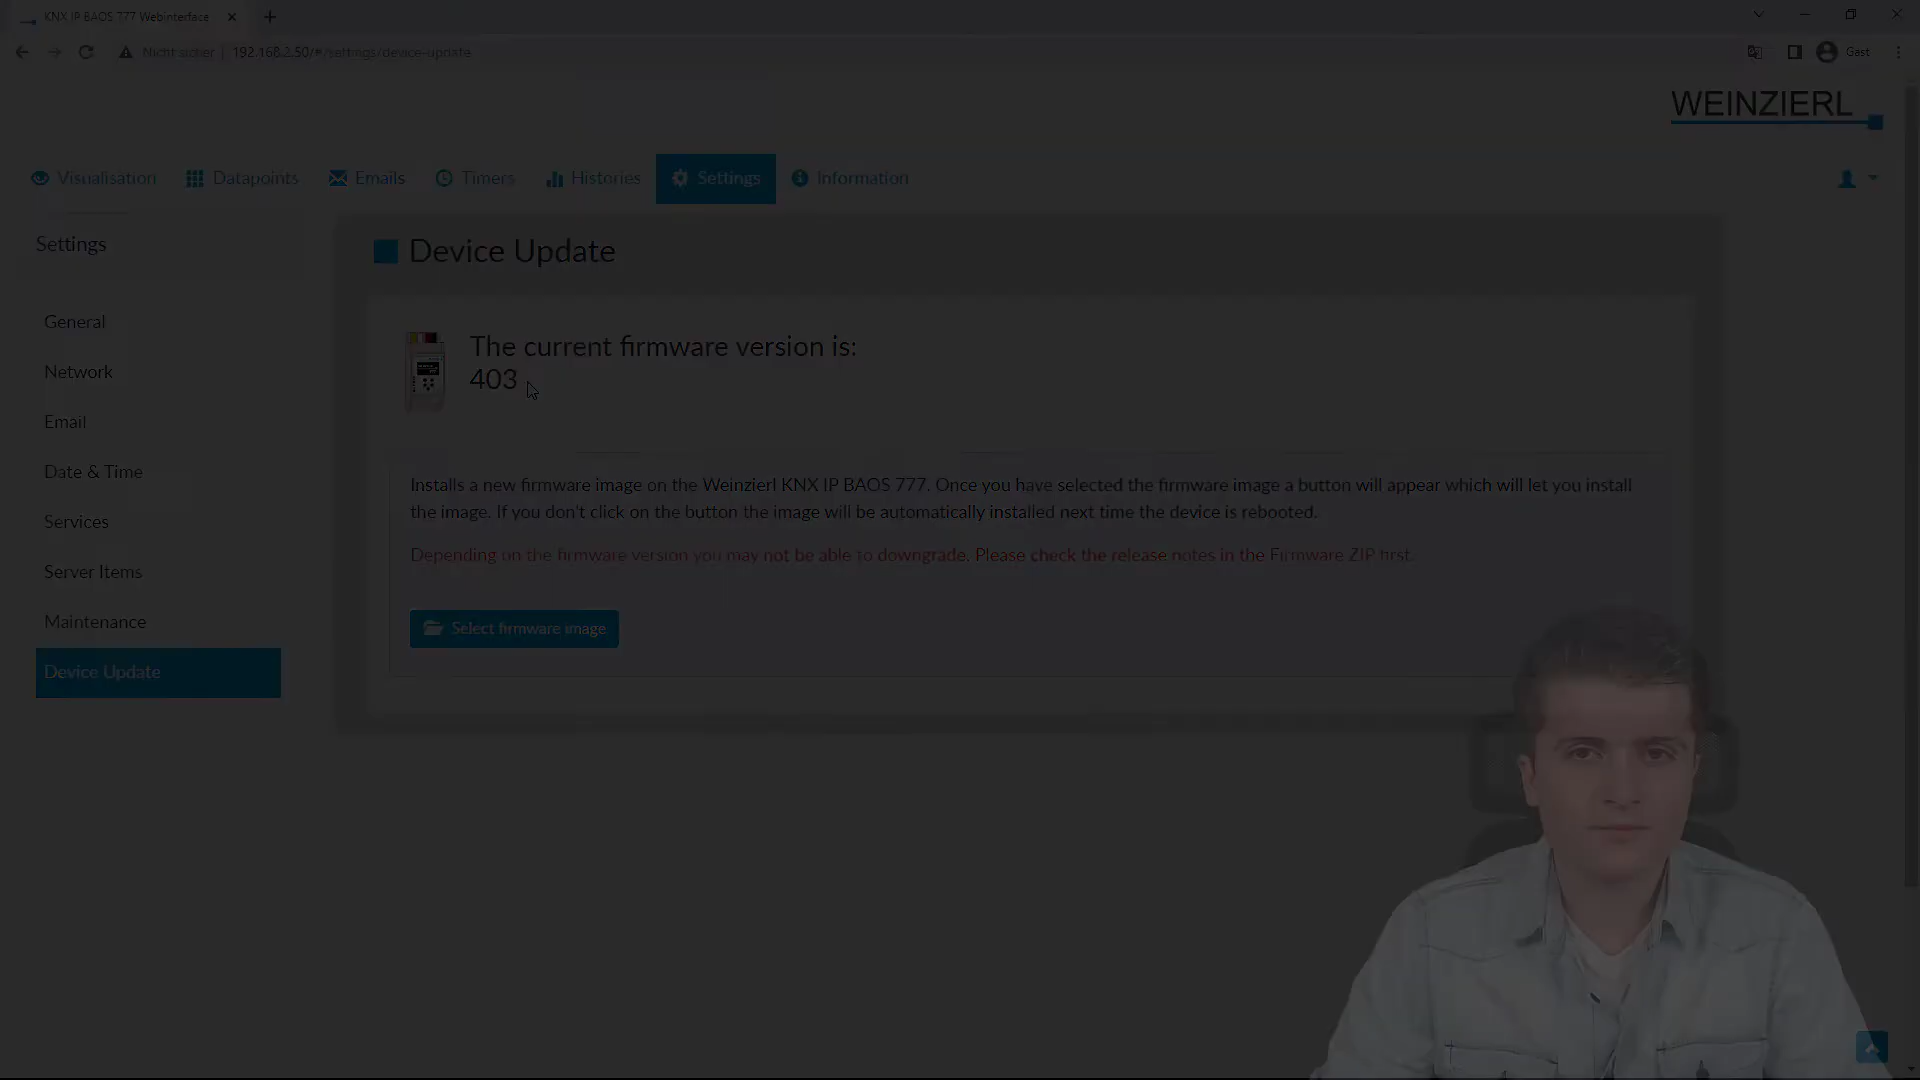 KNX IP BAOS 777 Webinterface
Nicht sicher 192.168.2.50/#/settings/device-update
Gast
WEINZIERL
Visualisation Datapoints Emails Timers Histories Settings Information
Settings
General
Network
Email
Date & Time
Services
Server Items
Maintenance
Device Update
Device Update
The current firmware version is:
403
Installs a new firmware image on the Weinzierl KNX IP BAOS 777. Once you have selected the firmware image a button will appear which will let you install
the image. If you don't click on the button the image will be automatically installed next time the device is rebooted.
Depending on the firmware version you may not be able to downgrade. Please check the release notes in the Firmware ZIP first.
Select firmware image